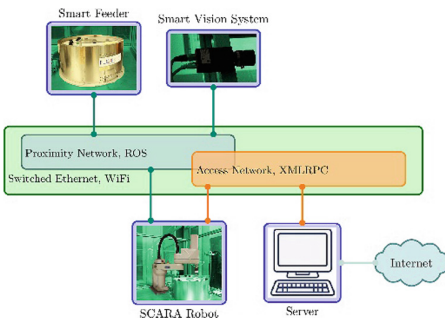 Smart Feeder
Smart Vision System
Proximity Network, ROS
Access Network, XMLRPC
Switched Ethernet, WiFi
SCARA Robot
Server
Internet